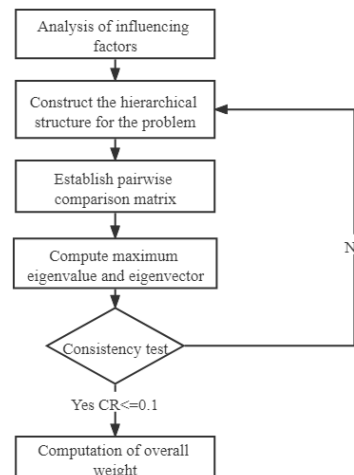 Analysis of influencing
factors
Construct the hierarchical
structure for the problem
Establish pairwise
comparison matrix
Compute maximum
eigenvalue and eigenvector
N
Consistency test
Yes CR<=0.1
Computation of overall
weight